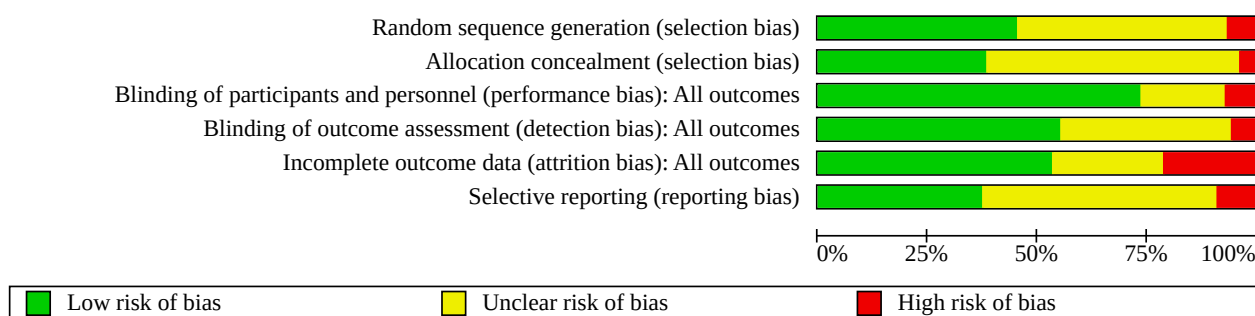 Random sequence generation (selection bias)
Allocation concealment (selection bias)
Blinding of participants and personnel (performance bias): All outcomes
Blinding of outcome assessment (detection bias): All outcomes
Incomplete outcome data (attrition bias): All outcomes
Selective reporting (reporting bias)
0% 25% 50% 75% 100%
Low risk of bias Unclear risk of bias High risk of bias